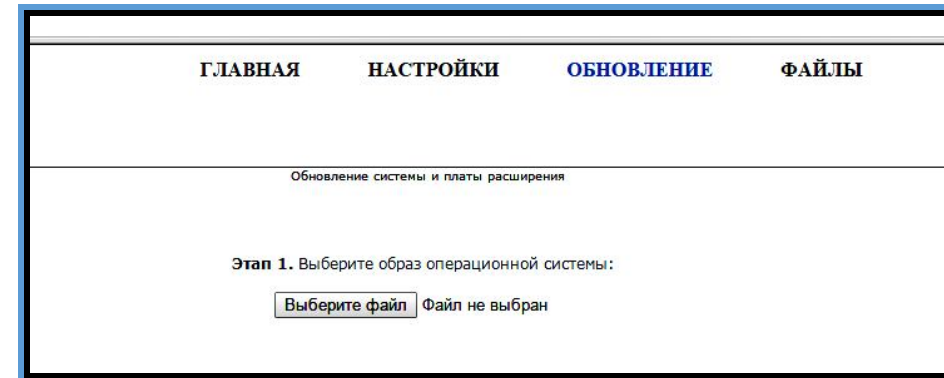 ГЛАВНАЯ НАСТРОЙКИ ОБНОВЛЕНИЕ ФАЙЛЫ
Обновление системы и платы расширения
Этап 1. Выберите образ операционной системы:
Выберите файл Файл не выбран